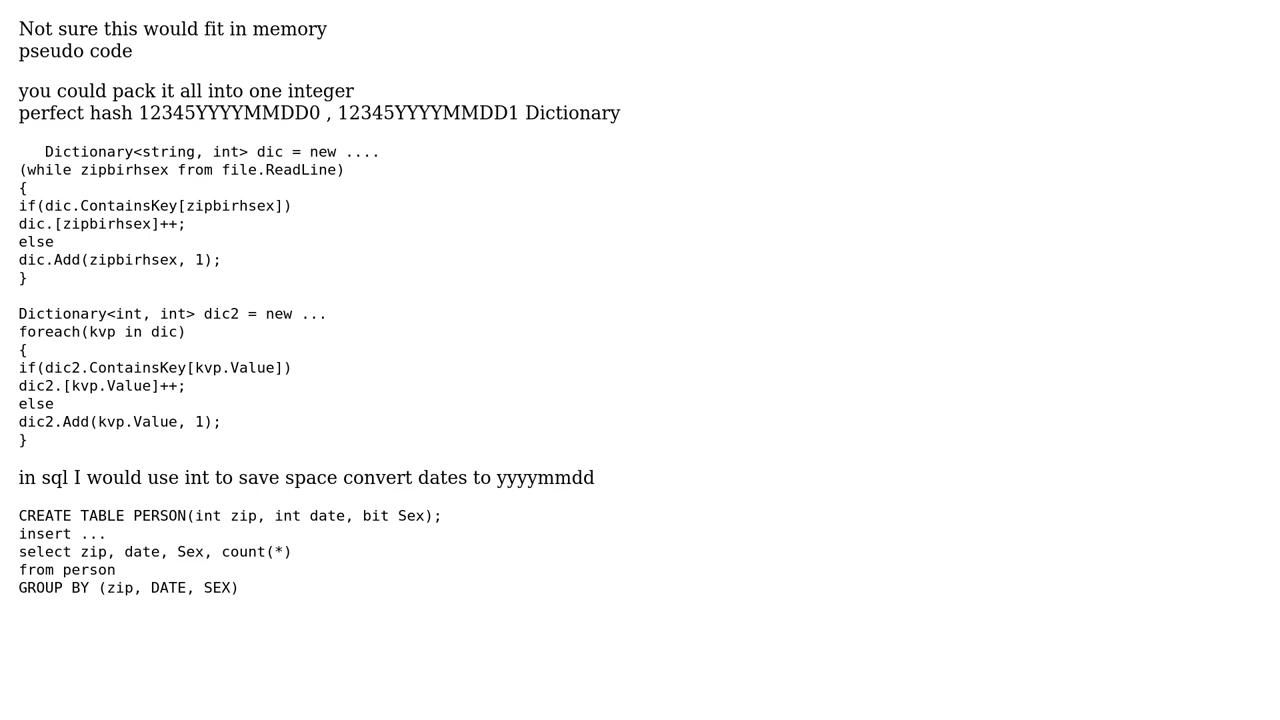 Not sure this would fit in memory
pseudo code
you could pack it all into one integer
perfect hash 12345YYYYMMDD0 , 12345YYYYMMDD1 Dictionary
Dictionary<string, int> dic = new ....
(while zipbirhsex from file.ReadLine)
{
if(dic.ContainsKey[zipbirhsex])
dic.[zipbirhsex]++;
else
dic.Add(zipbirhsex, 1);
}
Dictionary<int, int> dic2 = new ...
foreach(kvp in dic)
{
if(dic2.ContainsKey[kvp.Value])
dic2.[kvp.Value]++;
else
dic2.Add(kvp.Value, 1);
}
in sql I would use int to save space convert dates to yyyymmdd
CREATE TABLE PERSON(int zip, int date, bit Sex);
insert ...
select zip, date, Sex, count(*)
from person
GROUP BY (zip, DATE, SEX)